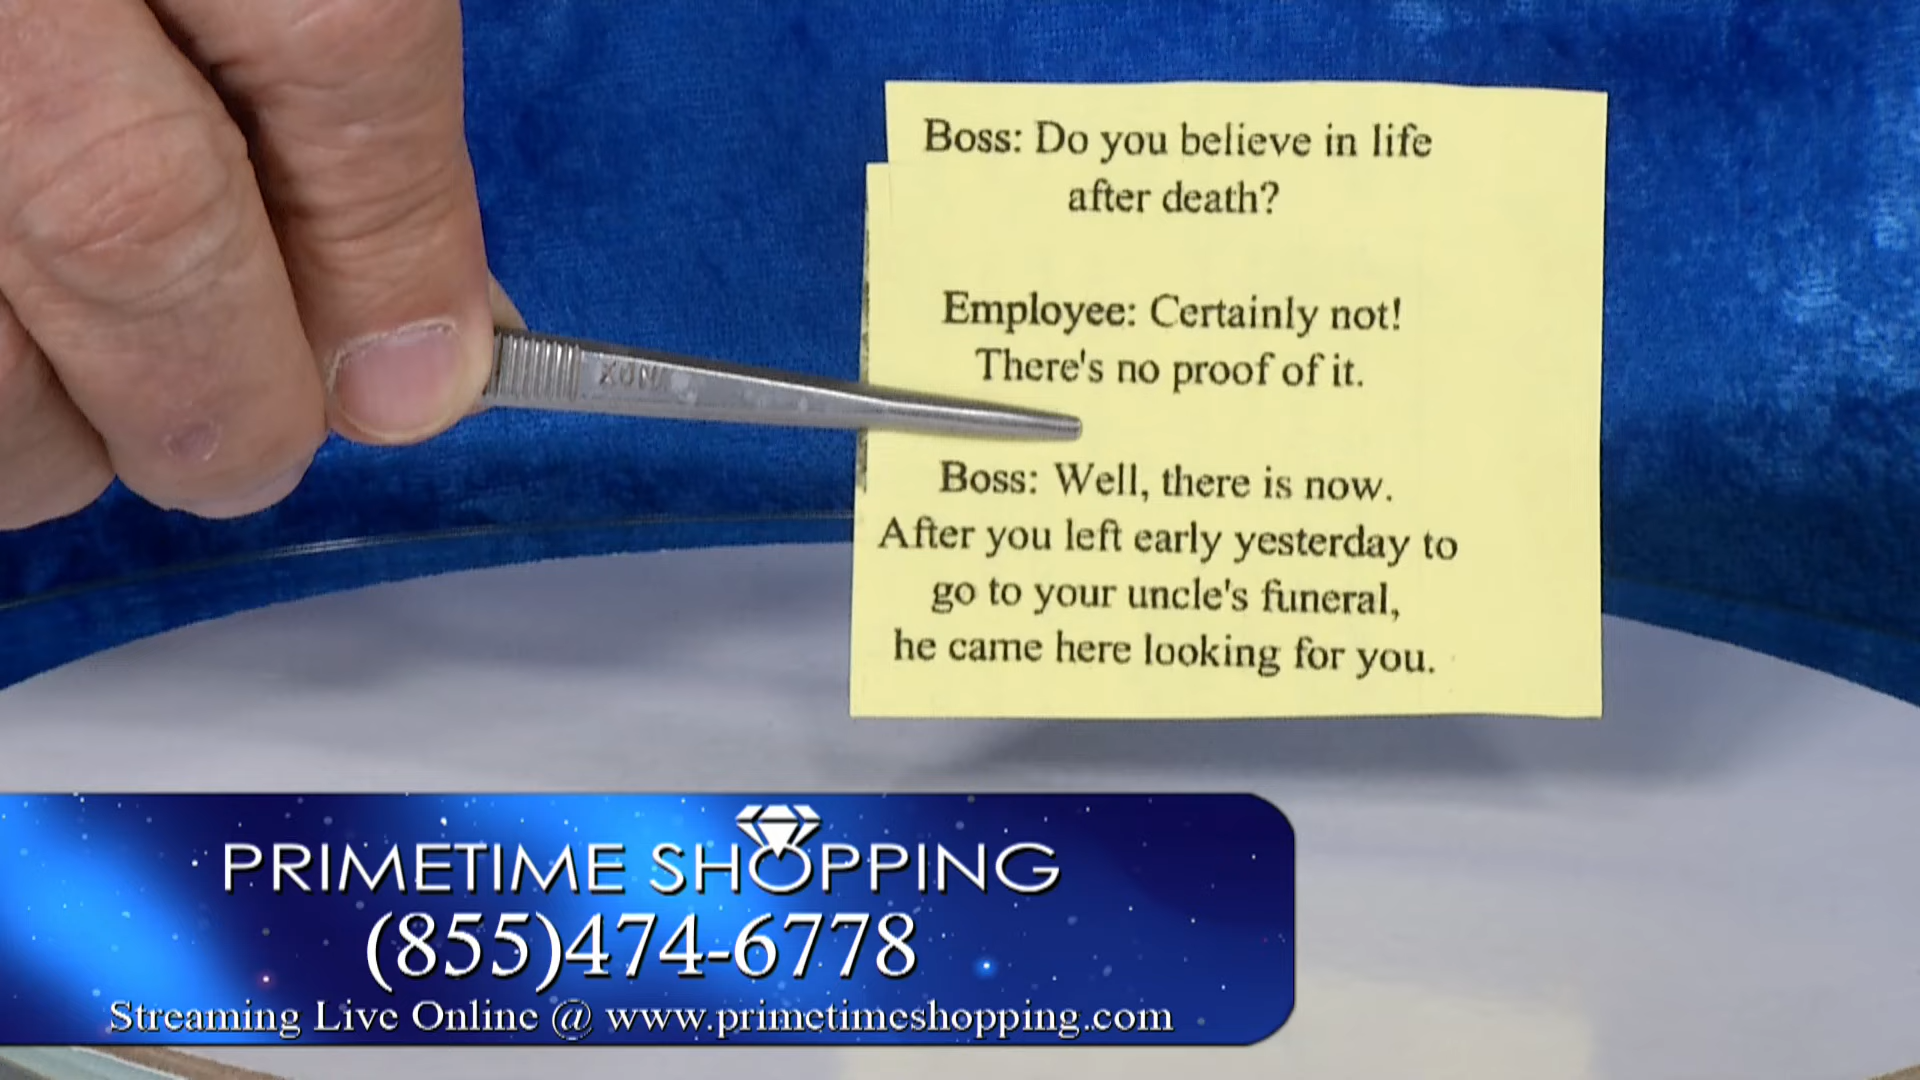 Boss: Do you believe in life
after death?
Employee: Certainly not!
There's no proof of it.
Boss: Well, there is now.
After you left early yesterday to
go to your uncle's funeral,
he came here looking for you.
INOX
PRIMETIME SHOPPING
(855)474-6778
Streaming Live Online @ www.primetimeshopping.com